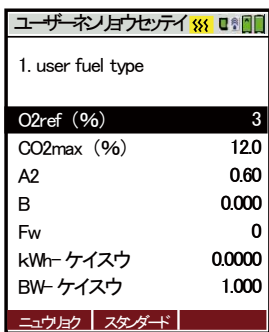 ユーザーネンリョウセッテイ
1. user fuel type
O2ref（%） 3
CO2max（%） 12.0
A2 0.60
B 0.000
Fw 0
kWh-ケイスウ 0.0000
BW-ケイスウ 1.000
ニュウリョク スタンダード